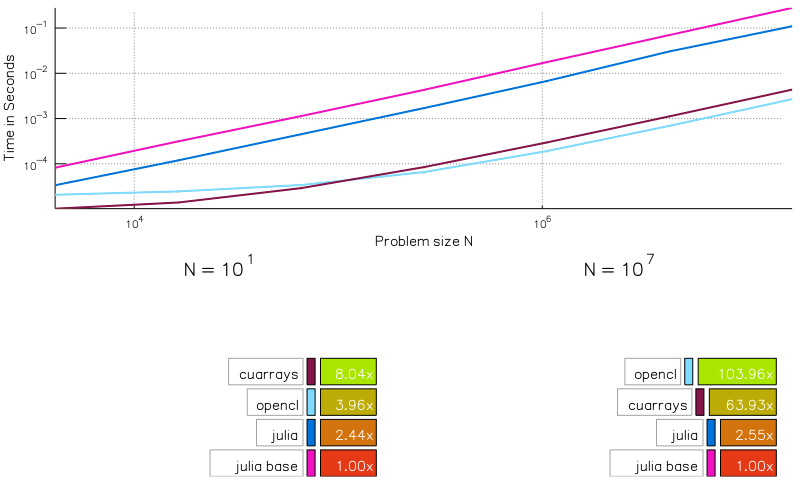 Time in Seconds
10⁻¹
10⁻²
10⁻³
10⁻⁴
10⁴ 10⁶
Problem size N
N = 10¹ N = 10⁷
cuarrays 8.04x
opencl 3.96x
julia 2.44x
julia base 1.00x
opencl 103.96x
cuarrays 63.93x
julia 2.55x
julia base 1.00x